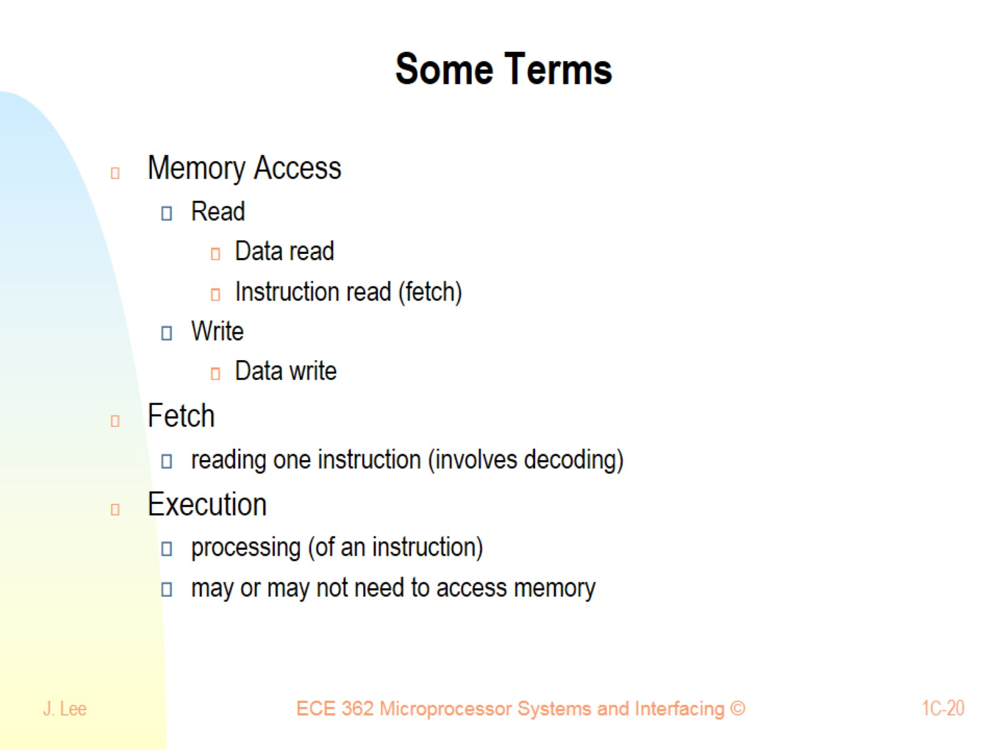 Some Terms
Memory Access
Read
Data read
Instruction read (fetch)
Write
Data write
Fetch
reading one instruction (involves decoding)
Execution
processing (of an instruction)
may or may not need to access memory
J. Lee
ECE 362 Microprocessor Systems and Interfacing ©
1C-20